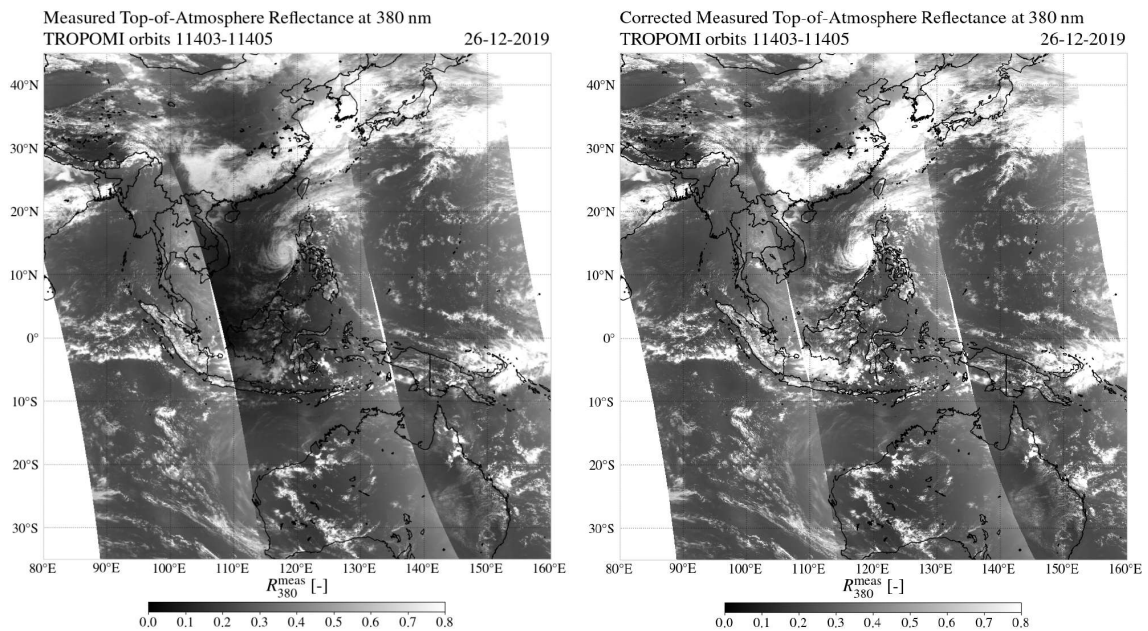 Measured Top-of-Atmosphere Reflectance at 380 nm
TROPOMI orbits 11403-11405 26-12-2019
40°N
30°N
20°N
10°N
0°
10°S
20°S
30°S
80°E 90°E 100°E 110°E 120°E 130°E 140°E 150°E 160°E
R_380^meas [-]
0.0 0.1 0.2 0.3 0.4 0.5 0.6 0.7 0.8
Corrected Measured Top-of-Atmosphere Reflectance at 380 nm
TROPOMI orbits 11403-11405 26-12-2019
40°N
30°N
20°N
10°N
0°
10°S
20°S
30°S
80°E 90°E 100°E 110°E 120°E 130°E 140°E 150°E 160°E
R_380^meas [-]
0.0 0.1 0.2 0.3 0.4 0.5 0.6 0.7 0.8